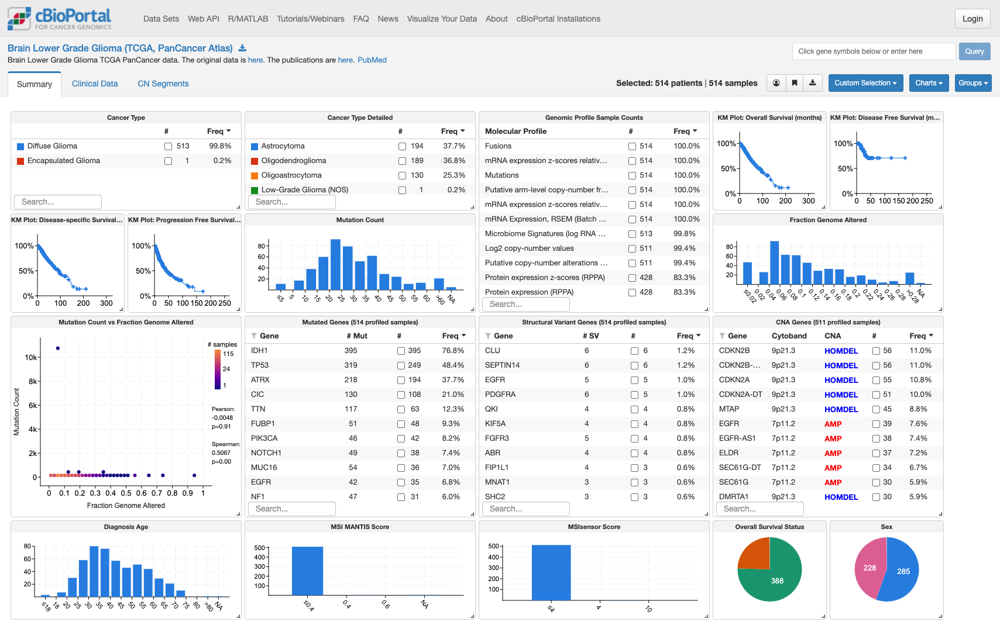 cBioPortal
FOR CANCER GENOMICS
Data Sets Web API R/MATLAB Tutorials/Webinars FAQ News Visualize Your Data About cBioPortal Installations
Login
Brain Lower Grade Glioma (TCGA, PanCancer Atlas)
Brain Lower Grade Glioma TCGA PanCancer data. The original data is here. The publications are here. PubMed
Click gene symbols below or enter here
Query
Summary Clinical Data CN Segments
Selected: 514 patients | 514 samples
Custom Selection
Charts
Groups
Cancer Type
# Freq
Diffuse Glioma 513 99.8%
Encapsulated Glioma 1 0.2%
Search...
Cancer Type Detailed
# Freq
Astrocytoma 194 37.7%
Oligodendroglioma 189 36.8%
Oligoastrocytoma 130 25.3%
Low-Grade Glioma (NOS) 1 0.2%
Search...
Genomic Profile Sample Counts
Molecular Profile # Freq
Fusions 514 100.0%
mRNA expression z-scores relativ... 514 100.0%
Mutations 514 100.0%
Putative arm-level copy-number fr... 514 100.0%
mRNA expression z-scores relativ... 514 100.0%
mRNA Expression, RSEM (Batch ... 514 100.0%
Microbiome Signatures (log RNA ... 513 99.8%
Log2 copy-number values 511 99.4%
Putative copy-number alterations ... 511 99.4%
Protein expression z-scores (RPPA) 428 83.3%
Protein expression (RPPA) 428 83.3%
Search...
KM Plot: Overall Survival (months)
100%
50%
0%
0 100 200 300
KM Plot: Disease Free Survival (m...
100%
50%
0%
0 50 100 150 200 250
KM Plot: Disease-specific Survival...
100%
50%
0%
0 100 200 300
KM Plot: Progression Free Survival...
100%
50%
0%
0 50 100 150 200 250
Mutation Count
80
60
40
20
≤5 5 10 15 20 25 30 35 40 45 50 55 60 >60 NA
Fraction Genome Altered
80
60
40
20
≤0.02 0.02 0.04 0.06 0.08 0.1 0.12 0.14 0.16 0.18 0.2 0.22 0.24 0.26 0.28 >0.28 NA
Mutation Count vs Fraction Genome Altered
# samples
115
24
1
10k
8k
6k
4k
2k
0
Mutation Count
Pearson:
-0.0048
p=0.91
Spearman:
0.5067
p=0.00
0 0.1 0.2 0.3 0.4 0.5 0.6 0.7 0.8 0.9 1
Fraction Genome Altered
Mutated Genes (514 profiled samples)
Gene # Mut # Freq
IDH1 395 395 76.8%
TP53 319 249 48.4%
ATRX 218 194 37.7%
CIC 130 108 21.0%
TTN 117 63 12.3%
FUBP1 51 48 9.3%
PIK3CA 46 42 8.2%
NOTCH1 49 38 7.4%
MUC16 54 36 7.0%
EGFR 42 35 6.8%
NF1 47 31 6.0%
Search...
Structural Variant Genes (514 profiled samples)
Gene # SV # Freq
CLU 6 6 1.2%
SEPTIN14 6 6 1.2%
EGFR 5 5 1.0%
PDGFRA 6 5 1.0%
QKI 4 4 0.8%
KIF5A 4 4 0.8%
FGFR3 5 4 0.8%
ABR 4 4 0.8%
FIP1L1 4 3 0.6%
MNAT1 3 3 0.6%
SHC2 3 3 0.6%
Search...
CNA Genes (511 profiled samples)
Gene Cytoband CNA # Freq
CDKN2B 9p21.3 HOMDEL 56 11.0%
CDKN2B-... 9p21.3 HOMDEL 56 11.0%
CDKN2A 9p21.3 HOMDEL 55 10.8%
CDKN2A-DT 9p21.3 HOMDEL 51 10.0%
MTAP 9p21.3 HOMDEL 45 8.8%
EGFR 7p11.2 AMP 39 7.6%
EGFR-AS1 7p11.2 AMP 38 7.4%
ELDR 7p11.2 AMP 37 7.2%
SEC61G-DT 7p11.2 AMP 34 6.7%
SEC61G 7p11.2 AMP 30 5.9%
DMRTA1 9p21.3 HOMDEL 30 5.9%
Search...
Diagnosis Age
80
60
40
20
≤18 18 20 25 30 35 40 45 50 55 60 65 70 75 80 >80 NA
MSI MANTIS Score
500
400
300
200
100
≤0.4 0.4 0.6 NA
MSIsensor Score
500
400
300
200
100
≤4 4 10
Overall Survival Status
388
Sex
228 285